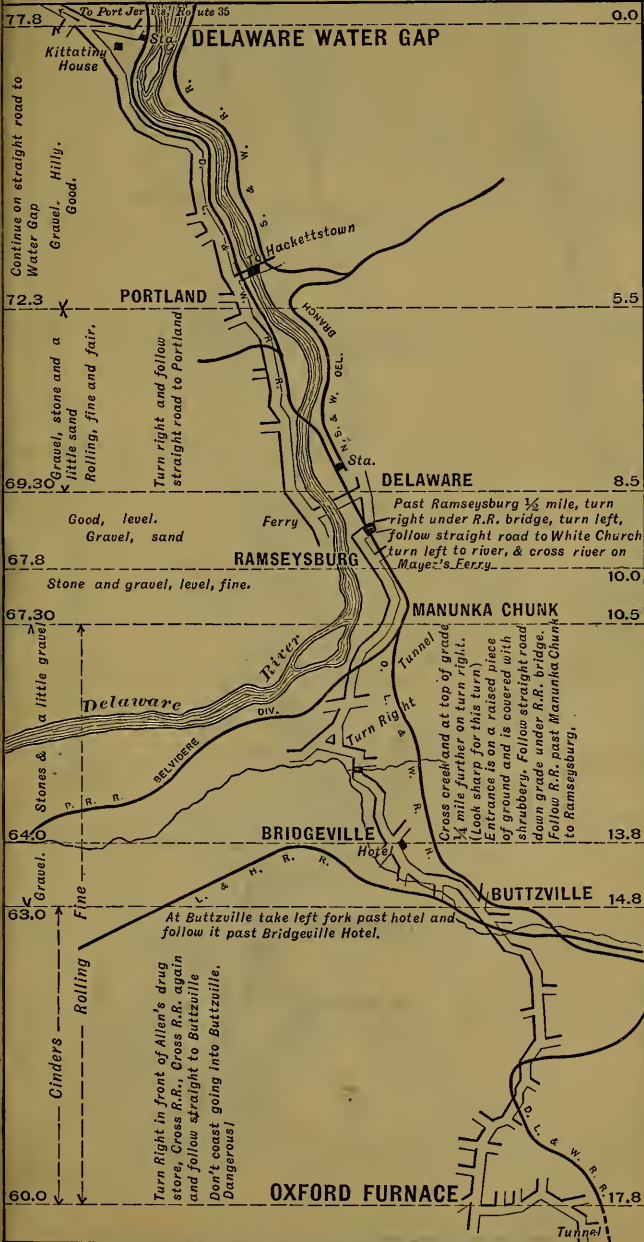 To Port Jervis, Route 35
77.8
0.0
N
Sta.
DELAWARE WATER GAP
Kittatiny
House
Continue on straight road to
Water Gap
Gravel. Hilly.
Good.
D. L. & W. R. R.
N. Y. S. & W. R. R.
To Hackettstown
PORTLAND
72.3
5.5
BRANCH
Gravel, stone and a
little sand
Rolling, fine and fair.
Turn right and follow
straight road to Portland
N. S. & W. DEL.
Sta.
69.30
DELAWARE
8.5
Good, level.
Gravel, sand
Ferry
Past Ramseysburg ½ mile, turn
right under R.R. bridge, turn left,
follow straight road to White Church
turn left to river, & cross river on
Mayer's Ferry
RAMSEYSBURG
67.8
10.0
Stone and gravel, level, fine.
67.30
MANUNKA CHUNK
10.5
Stones & a little gravel
Delaware River
Tunnel
D. L. & W. R. R.
P. R. R. BELVIDERE DIV.
Turn Right
Cross creek and at top of grade
¼ mile further on turn right.
(Look sharp for this turn)
Entrance is on a raised piece
of ground and is covered with
shrubbery. Follow straight road
down grade under R.R. bridge.
Follow R.R. past Manunka Chunk
to Ramseysburg.
64.0
BRIDGEVILLE
13.8
Hotel
Gravel.
L. & H. R. R.
Fine
BUTTZVILLE
63.0
14.8
At Buttzville take left fork past hotel and
follow it past Bridgeville Hotel.
Rolling
Cinders
Turn Right in front of Allen's drug
store, Cross R.R., Cross R.R. again
and follow straight to Buttzville
Don't coast going into Buttzville.
Dangerous!
D. L. & W. R. R.
60.0
OXFORD FURNACE
17.8
Tunnel